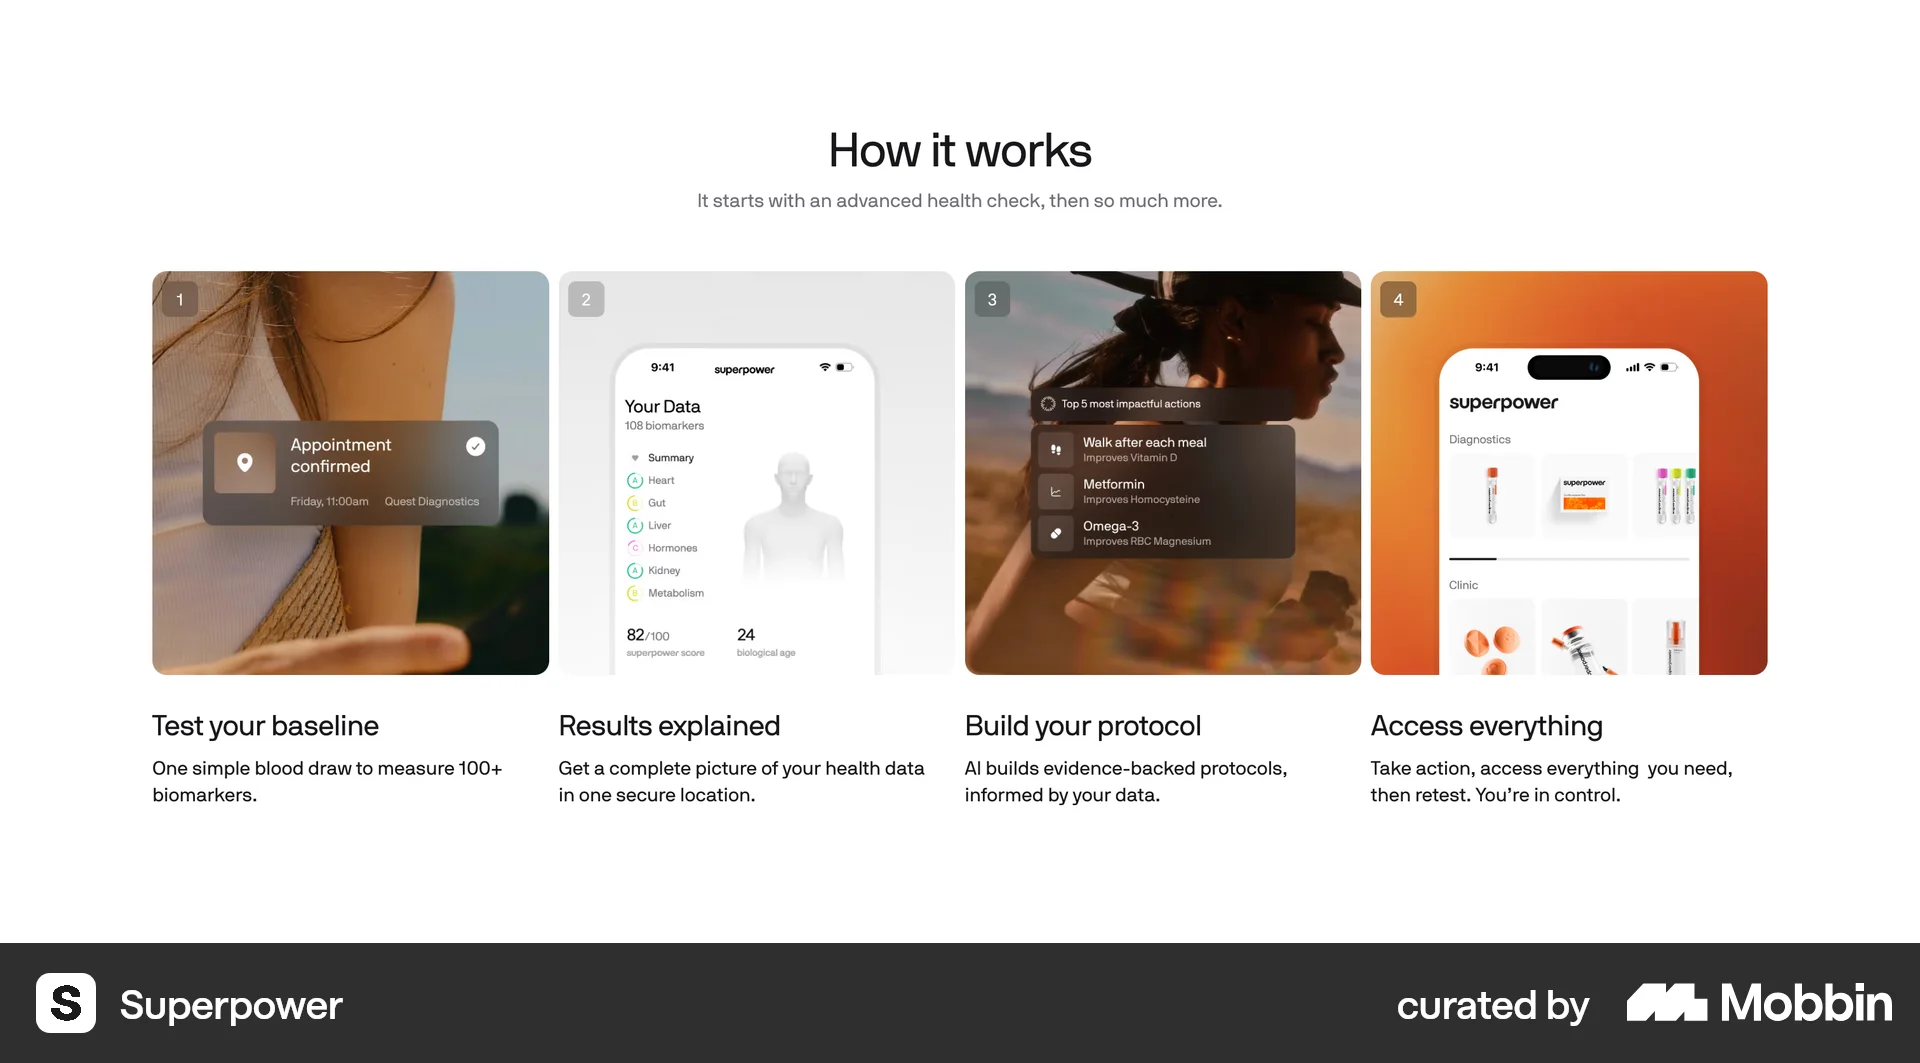 How it works
It starts with an advanced health check, then so much more.
1
Appointment
confirmed
Friday, 11:00am Quest Diagnostics
Test your baseline
One simple blood draw to measure 100+
biomarkers.
2
9:41
superpower
Your Data
108 biomarkers
Summary
A Heart
B Gut
A Liver
C Hormones
A Kidney
B Metabolism
82/100
superpower score
24
biological age
Results explained
Get a complete picture of your health data
in one secure location.
3
Top 5 most impactful actions
Walk after each meal
Improves Vitamin D
Metformin
Improves Homocysteine
Omega-3
Improves RBC Magnesium
Build your protocol
AI builds evidence-backed protocols,
informed by your data.
4
9:41
superpower
Diagnostics
superpower
Clinic
Access everything
Take action, access everything you need,
then retest. You’re in control.
S Superpower
curated by Mobbin